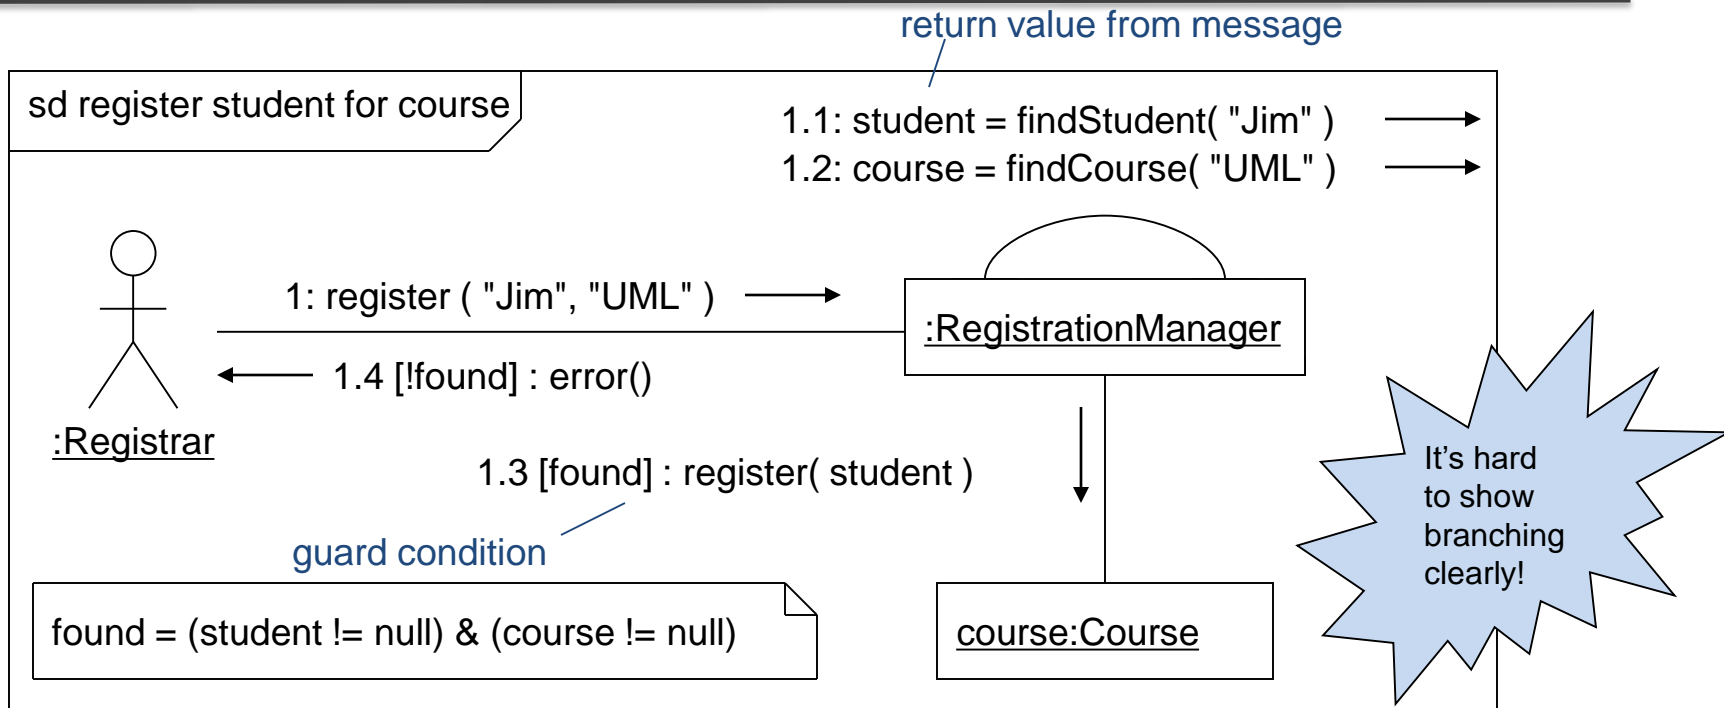 return value from message
sd register student for course
1.1: student = findStudent( "Jim" )
1.2: course = findCourse( "UML" )
1: register ( "Jim", "UML" )
:RegistrationManager
1.4 [!found] : error()
:Registrar
1.3 [found] : register( student )
It's hard
to show
branching
clearly!
guard condition
found = (student != null) & (course != null)
course:Course